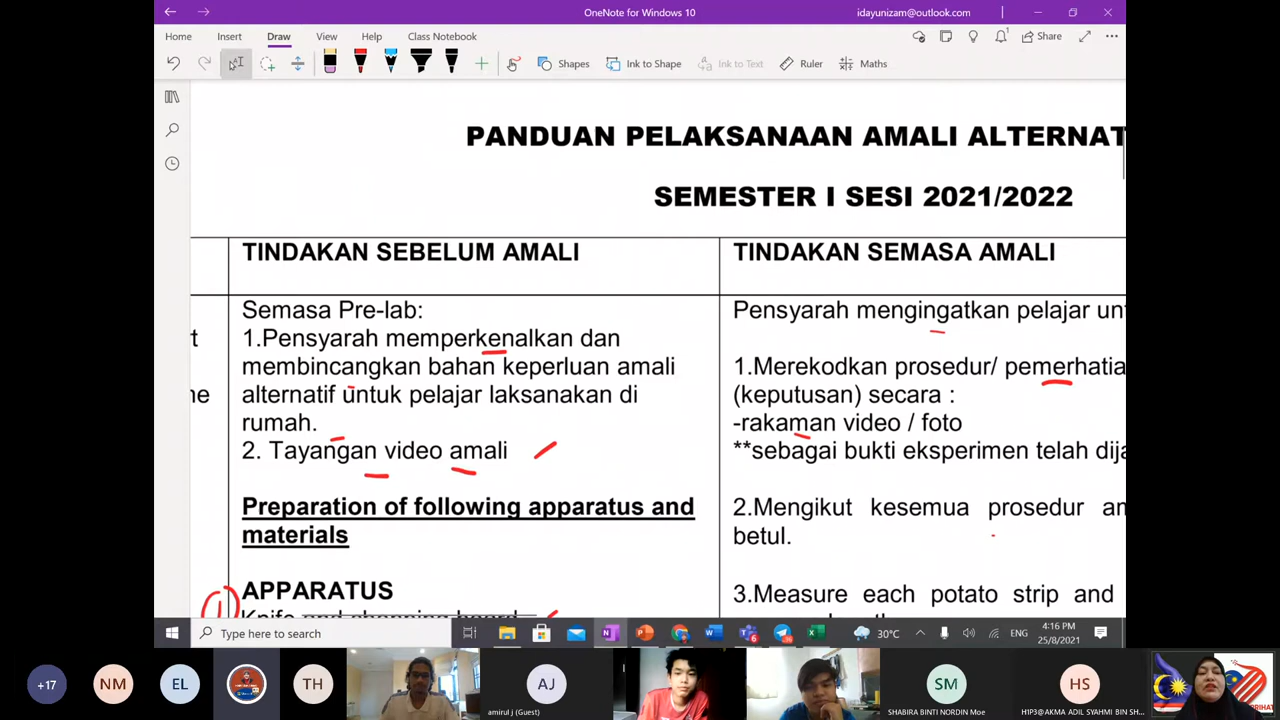 OneNote for Windows 10
idayunizam@outlook.com
Home Insert Draw View Help Class Notebook
Share
Shapes Ink to Shape Ink to Text Ruler Maths
PANDUAN PELAKSANAAN AMALI ALTERNAT
SEMESTER I SESI 2021/2022
TINDAKAN SEBELUM AMALI
TINDAKAN SEMASA AMALI
t
ne
Semasa Pre-lab:
1.Pensyarah memperkenalkan dan
membincangkan bahan keperluan amali
alternatif untuk pelajar laksanakan di
rumah.
2. Tayangan video amali
Preparation of following apparatus and
materials
APPARATUS
1
Knife and chopping board
Pensyarah mengingatkan pelajar un
1.Merekodkan prosedur/ pemerhatia
(keputusan) secara :
-rakaman video / foto
**sebagai bukti eksperimen telah dija
2.Mengikut kesemua prosedur am
betul.
3.Measure each potato strip and
Type here to search
30°C
ENG
4:16 PM
25/8/2021
+17
NM
EL
TH
AJ
amirul j (Guest)
SM
SHABIRA BINTI NORDIN Moe
HS
H1P3@AKMA ADIL SYAHMI BIN SH...